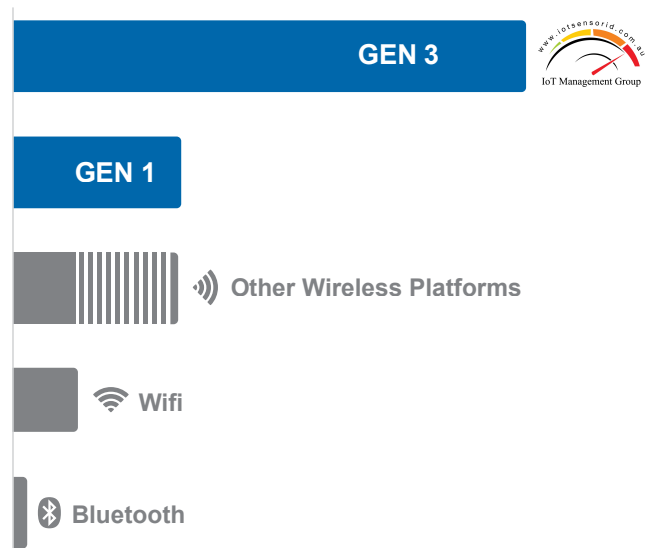 GEN 3
www.iotsensorid.com.au
IoT Management Group
GEN 1
Other Wireless Platforms
Wifi
Bluetooth